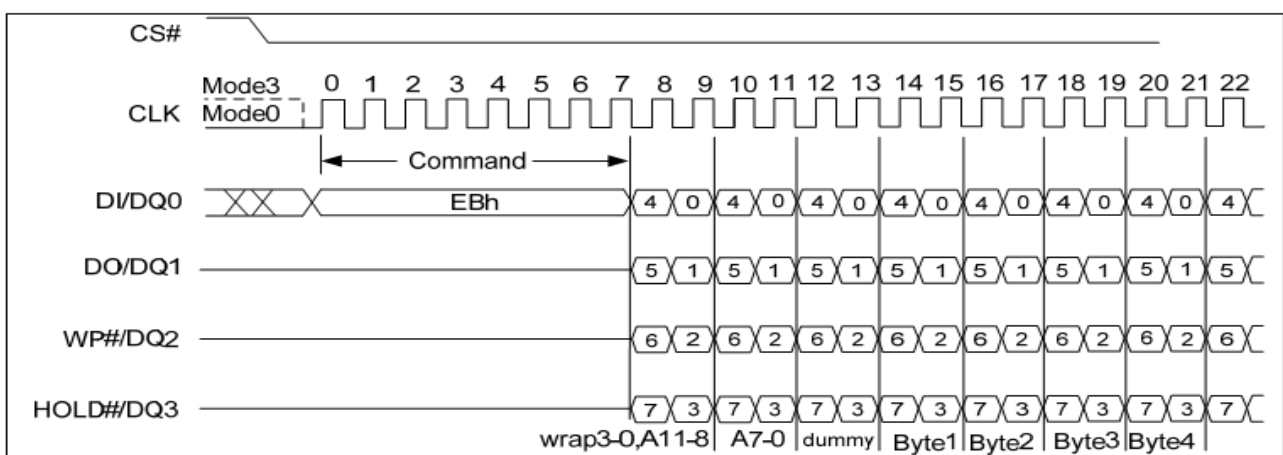 CS#
Mode3 0 1 2 3 4 5 6 7 8 9 10 11 12 13 14 15 16 17 18 19 20 21 22
CLK Mode0
Command
DI/DQ0 EBh 4 0 4 0 4 0 4 0 4 0 4 0 4 0 4
DO/DQ1 5 1 5 1 5 1 5 1 5 1 5 1 5 1 5
WP#/DQ2 6 2 6 2 6 2 6 2 6 2 6 2 6 2 6
HOLD#/DQ3 7 3 7 3 7 3 7 3 7 3 7 3 7 3 7
wrap3-0,A11-8 A7-0 dummy Byte1 Byte2 Byte3 Byte4